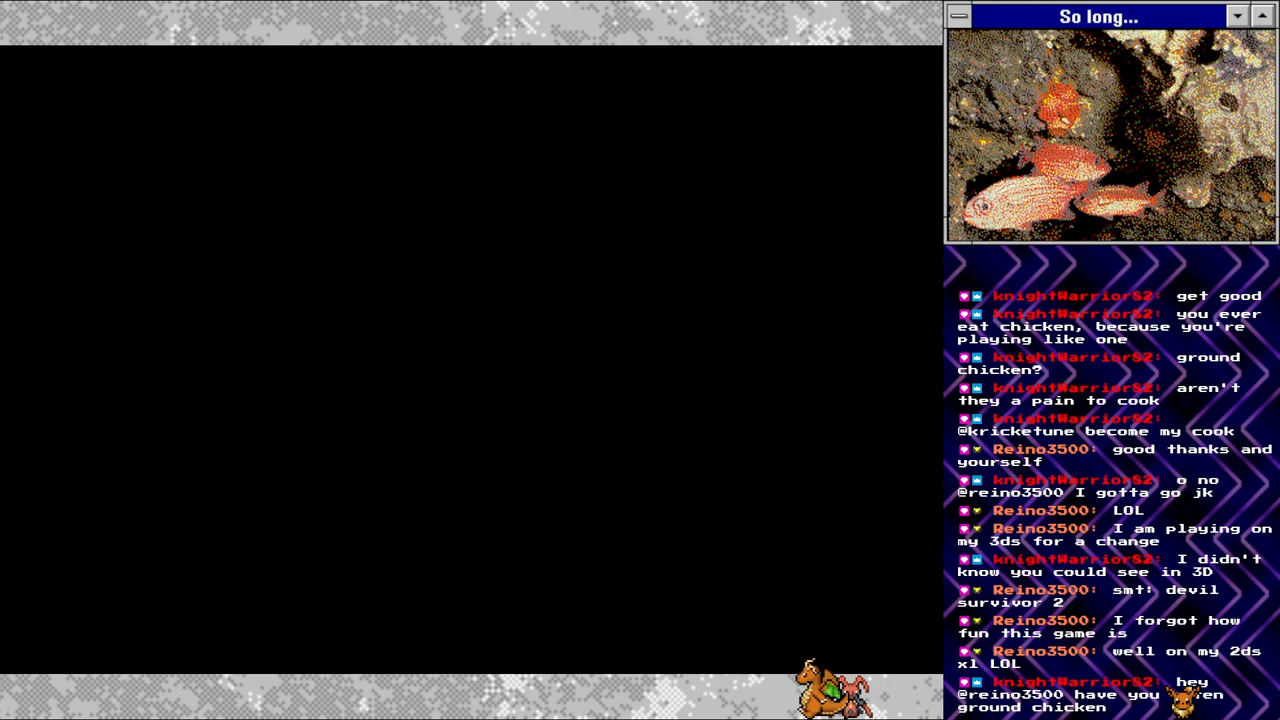 So long...
knightWarrior82: get good
knightWarrior82: you ever
eat chicken, because you're
playing like one
knightWarrior82: ground
chicken?
knightWarrior82: aren't
they a pain to cook
knightWarrior82:
@kricketune become my cook
Reino3500: good thanks and
yourself
knightWarrior82: o no
@reino3500 I gotta go jk
Reino3500: LOL
Reino3500: I am playing on
my 3ds for a change
knightWarrior82: I didn't
know you could see in 3D
Reino3500: smt: devil
survivor 2
Reino3500: I forgot how
fun this game is
Reino3500: well on my 2ds
xl LOL
knightWarrior82: hey
@reino3500 have you
ground chicken